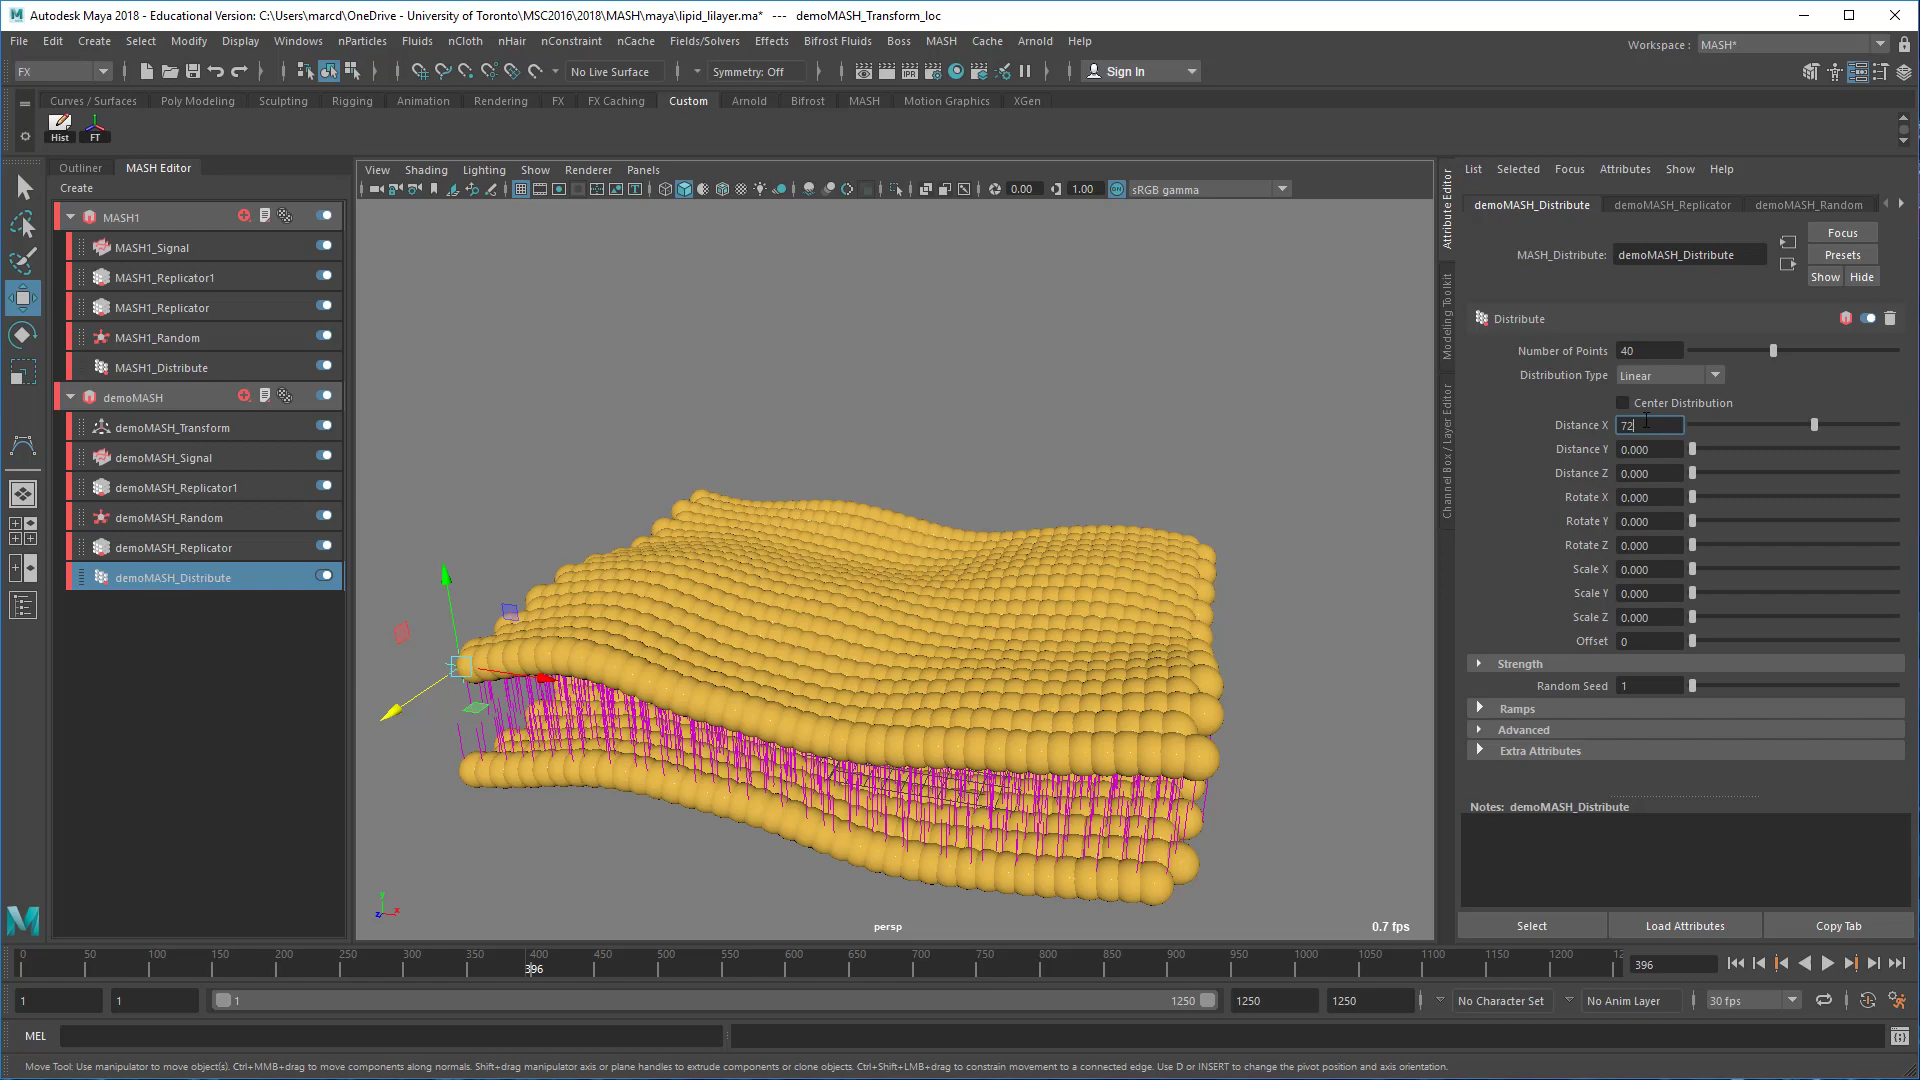 Autodesk Maya 2018 - Educational Version: C:\Users\marcd\OneDrive - University of Toronto\MSC2016\2018\MASH\maya\lipid_lilayer.ma* --- demoMASH_Transform_loc
File Edit Create Select Modify Display Windows nParticles Fluids nCloth nHair nConstraint nCache Fields/Solvers Effects Bifrost Fluids Boss MASH Cache Arnold Help
Workspace : MASH*
FX No Live Surface Symmetry: Off Sign In
Curves / Surfaces Poly Modeling Sculpting Rigging Animation Rendering FX FX Caching Custom Arnold Bifrost MASH Motion Graphics XGen
Hist FT
Outliner MASH Editor
Create
MASH1
MASH1_Signal
MASH1_Replicator1
MASH1_Replicator
MASH1_Random
MASH1_Distribute
demoMASH
demoMASH_Transform
demoMASH_Signal
demoMASH_Replicator1
demoMASH_Random
demoMASH_Replicator
demoMASH_Distribute
View Shading Lighting Show Renderer Panels
0.00 1.00 sRGB gamma
persp
0.7 fps
Attribute Editor
Modeling Toolkit
Channel Box / Layer Editor
List Selected Focus Attributes Show Help
demoMASH_Distribute demoMASH_Replicator demoMASH_Random
MASH_Distribute: demoMASH_Distribute
Focus
Presets
Show Hide
Distribute
Number of Points 40
Distribution Type Linear
Center Distribution
Distance X 72
Distance Y 0.000
Distance Z 0.000
Rotate X 0.000
Rotate Y 0.000
Rotate Z 0.000
Scale X 0.000
Scale Y 0.000
Scale Z 0.000
Offset 0
Strength
Random Seed 1
Ramps
Advanced
Extra Attributes
Notes: demoMASH_Distribute
Select Load Attributes Copy Tab
0 50 100 150 200 250 300 350 400 450 500 550 600 650 700 750 800 850 900 950 1000 1050 1100 1150 1200 12
396
396
1 1 1 1250 1250 1250 No Character Set No Anim Layer 30 fps
MEL
Move Tool: Use manipulator to move object(s). Ctrl+MMB+drag to move components along normals. Shift+drag manipulator axis or plane handles to extrude components or clone objects. Ctrl+Shift+LMB+drag to constrain movement to a connected edge. Use D or INSERT to change the pivot position and axis orientation.